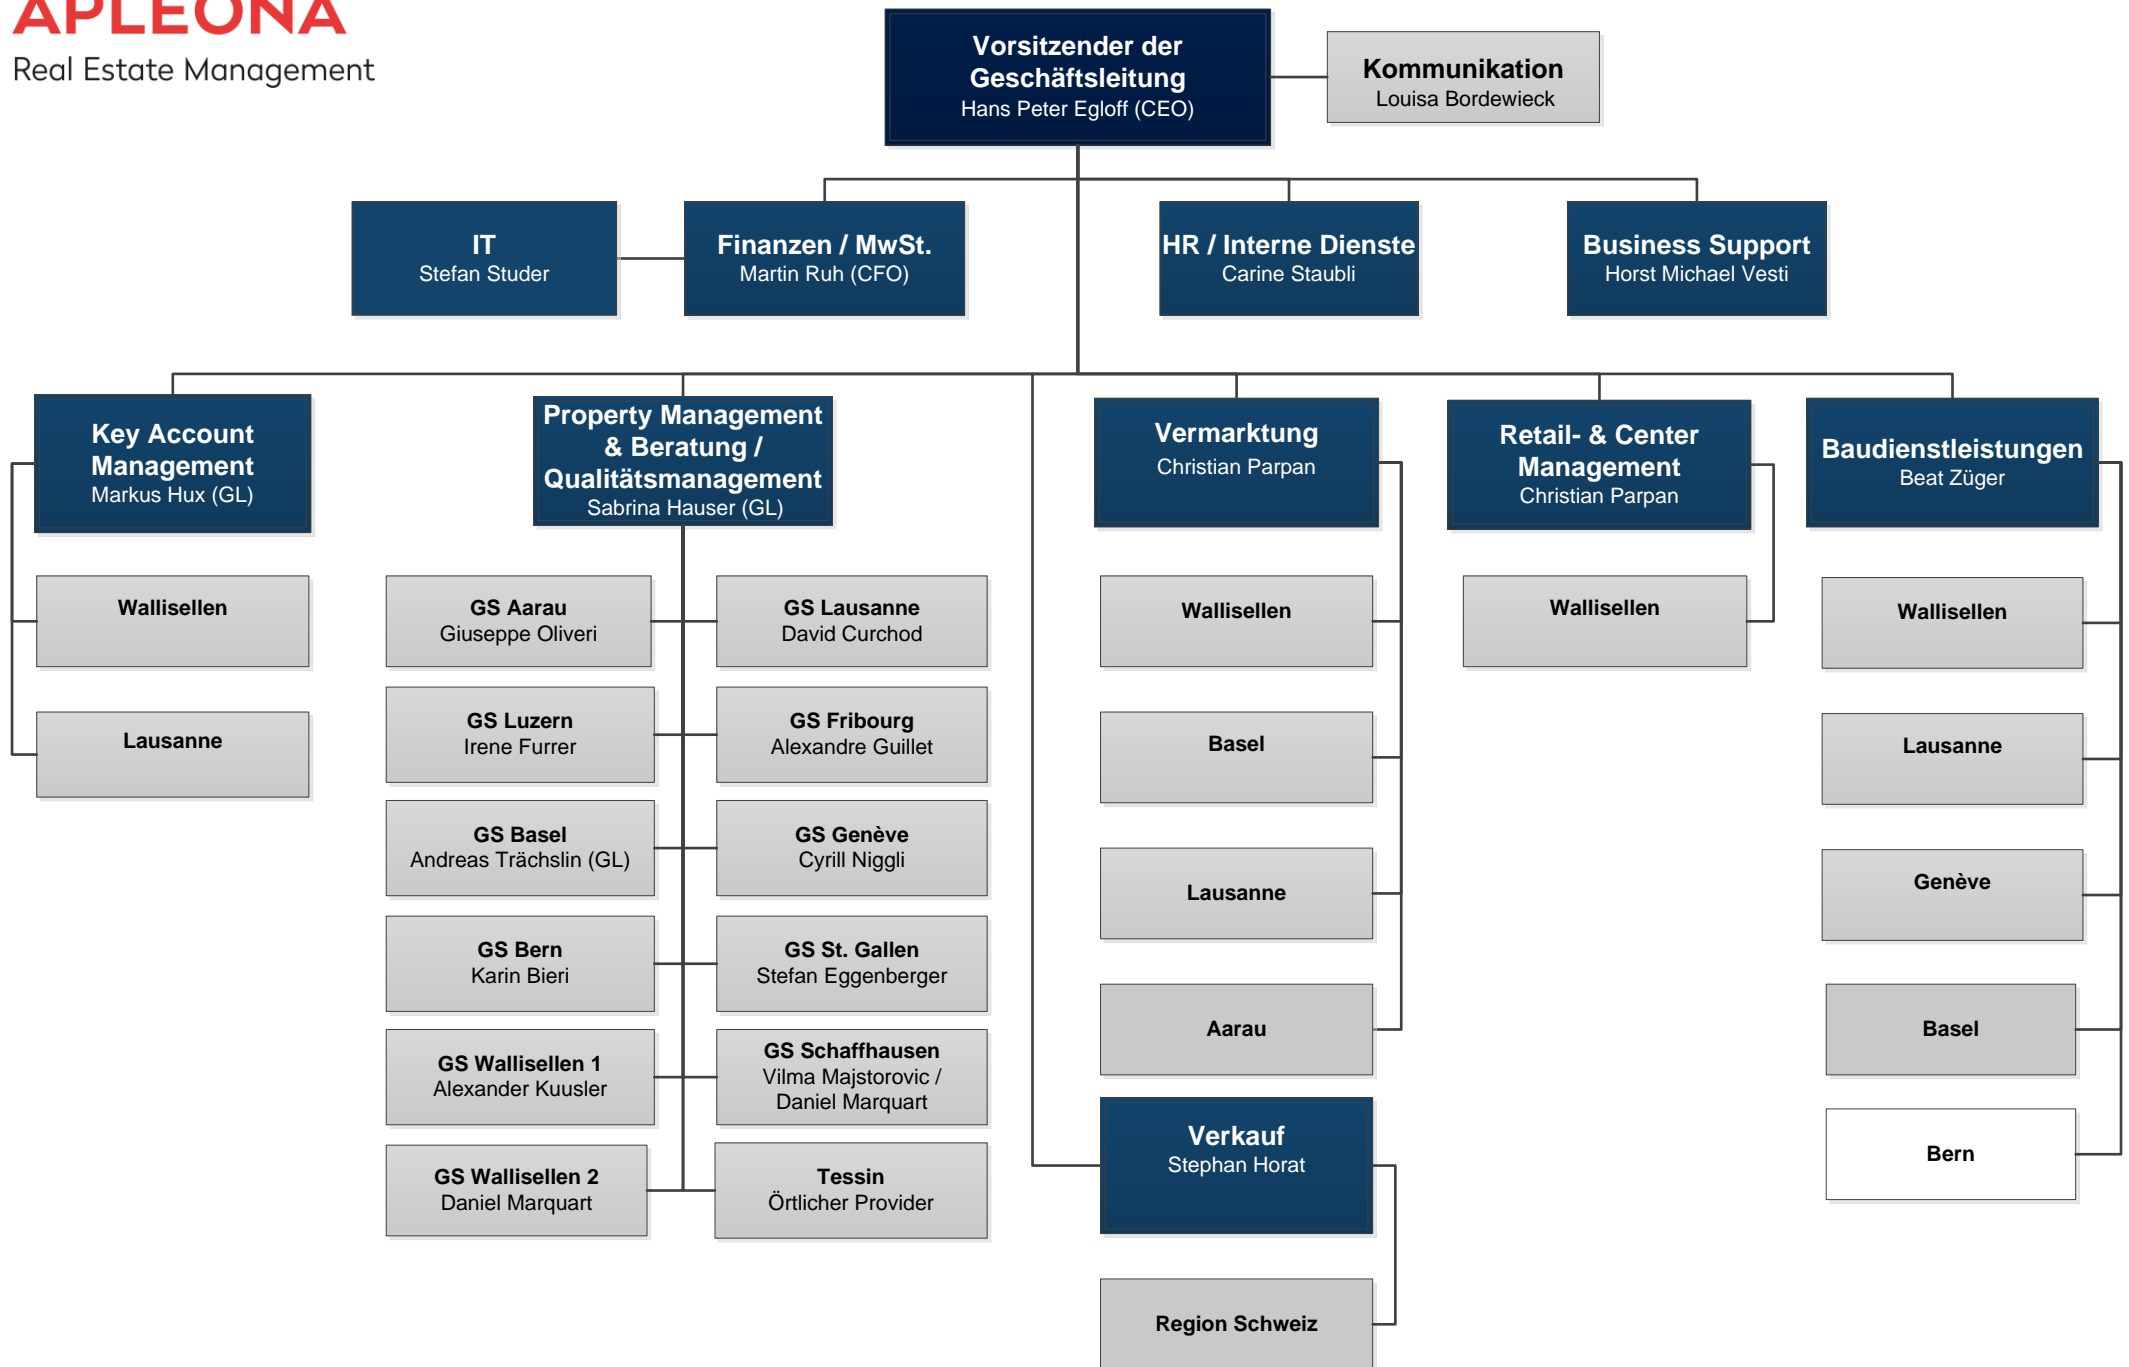 APLEONA
Real Estate Management
Vorsitzender der
Geschäftsleitung
Hans Peter Egloff (CEO)
Kommunikation
Louisa Bordewieck
IT
Stefan Studer
Finanzen / MwSt.
Martin Ruh (CFO)
HR / Interne Dienste
Carine Staubli
Business Support
Horst Michael Vesti
Key Account
Management
Markus Hux (GL)
Wallisellen
Lausanne
Property Management
& Beratung /
Qualitätsmanagement
Sabrina Hauser (GL)
GS Aarau
Giuseppe Oliveri
GS Lausanne
David Curchod
GS Luzern
Irene Furrer
GS Fribourg
Alexandre Guillet
GS Basel
Andreas Trächslin (GL)
GS Genève
Cyrill Niggli
GS Bern
Karin Bieri
GS St. Gallen
Stefan Eggenberger
GS Wallisellen 1
Alexander Kuusler
GS Schaffhausen
Vilma Majstorovic /
Daniel Marquart
GS Wallisellen 2
Daniel Marquart
Tessin
Örtlicher Provider
Vermarktung
Christian Parpan
Wallisellen
Basel
Lausanne
Aarau
Verkauf
Stephan Horat
Region Schweiz
Retail- & Center
Management
Christian Parpan
Wallisellen
Baudienstleistungen
Beat Züger
Wallisellen
Lausanne
Genève
Basel
Bern